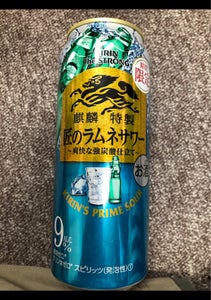 KIRIN
The STRONG
麒麟特製
匠のラムネサワー
～爽快な強炭酸仕立て～
お酒
KIRIN'S PRIME SOUR
9%
スピリッツ(発泡性)①